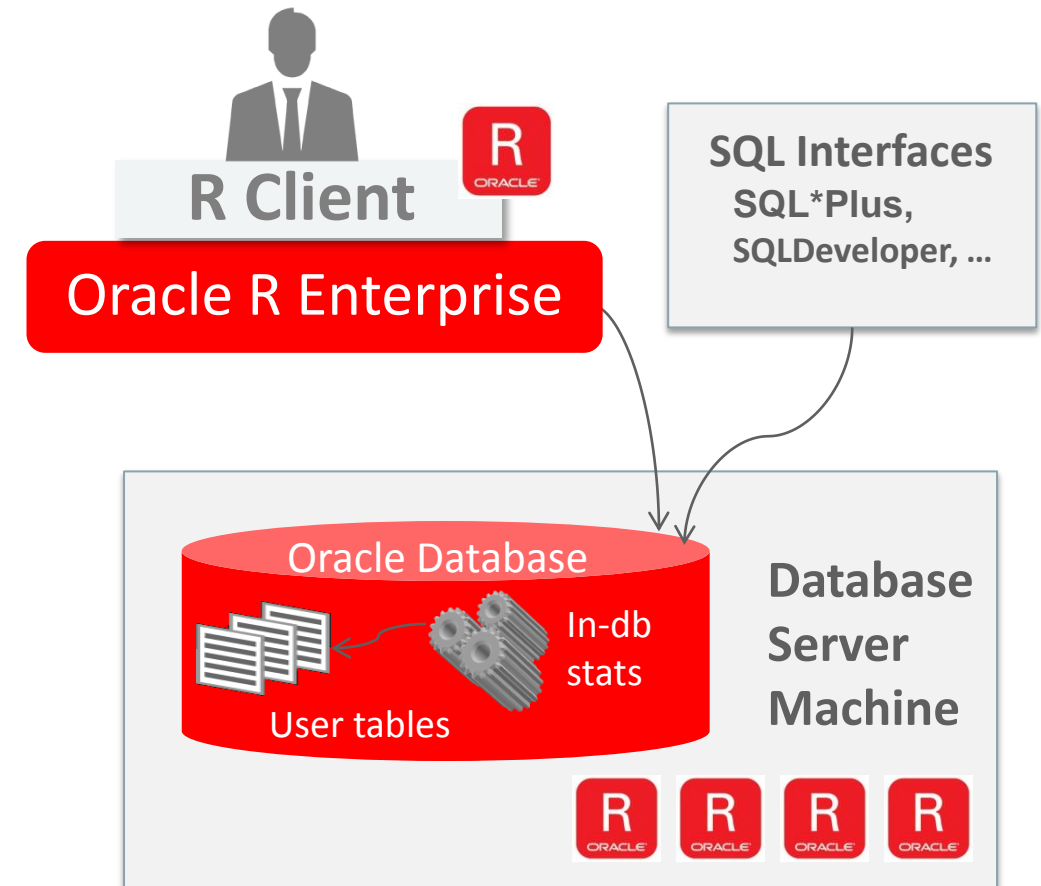 R
ORACLE
R Client
Oracle R Enterprise
SQL Interfaces
SQL*Plus,
SQLDeveloper, ...
Oracle Database
In-db
stats
User tables
Database
Server
Machine
R
ORACLE
R
ORACLE
R
ORACLE
R
ORACLE